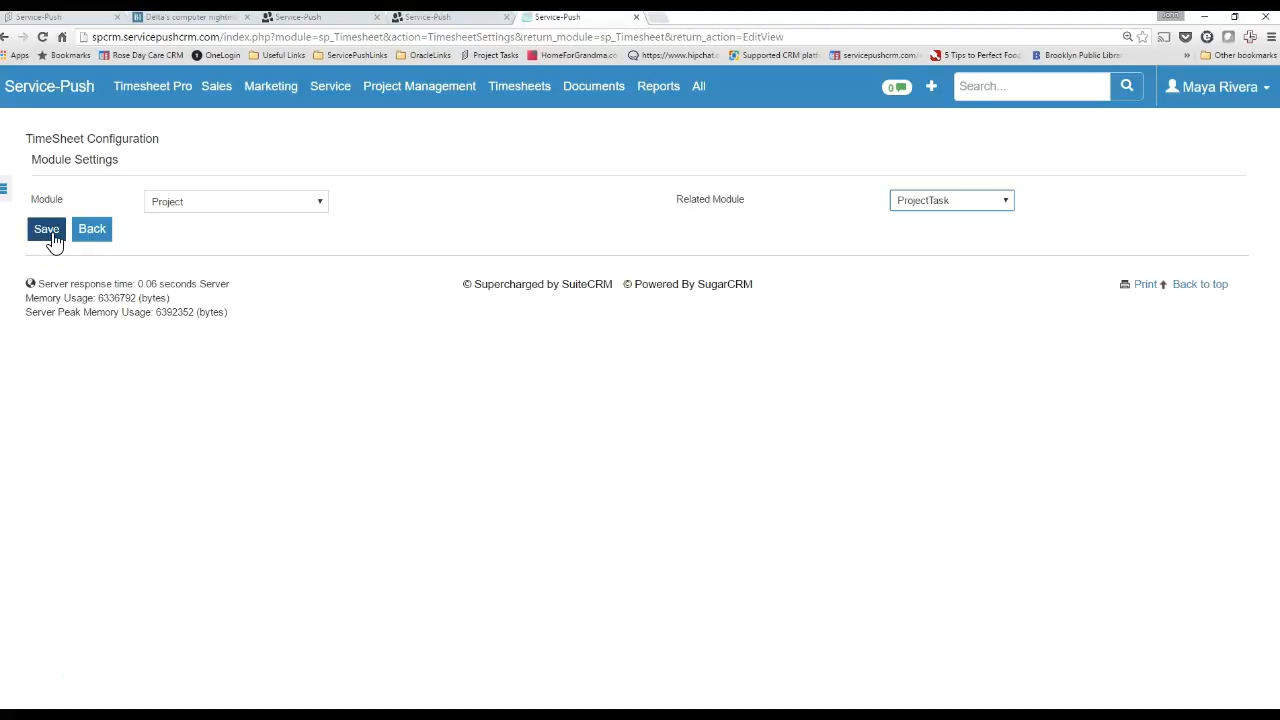 Service-Push
Delta's computer nightm
Service-Push
Service-Push
Service-Push
spcrm.servicepushcrm.com/index.php?module=sp_Timesheet&action=TimesheetSettings&return_module=sp_Timesheet&return_action=EditView
Apps Bookmarks Rose Day Care CRM OneLogin Useful Links ServicePushLinks OracleLinks Project Tasks HomeForGrandma.co https://www.hipchat.c Supported CRM platf servicepushcrm.com/ 5 Tips to Perfect Food Brooklyn Public Librar » Other bookmarks
Service-Push Timesheet Pro Sales Marketing Service Project Management Timesheets Documents Reports All 0 Search... Maya Rivera
TimeSheet Configuration
Module Settings
Module Project Related Module ProjectTask
Save Back
Server response time: 0.06 seconds.Server
Memory Usage: 6336792 (bytes)
Server Peak Memory Usage: 6392352 (bytes)
© Supercharged by SuiteCRM © Powered By SugarCRM
Print Back to top